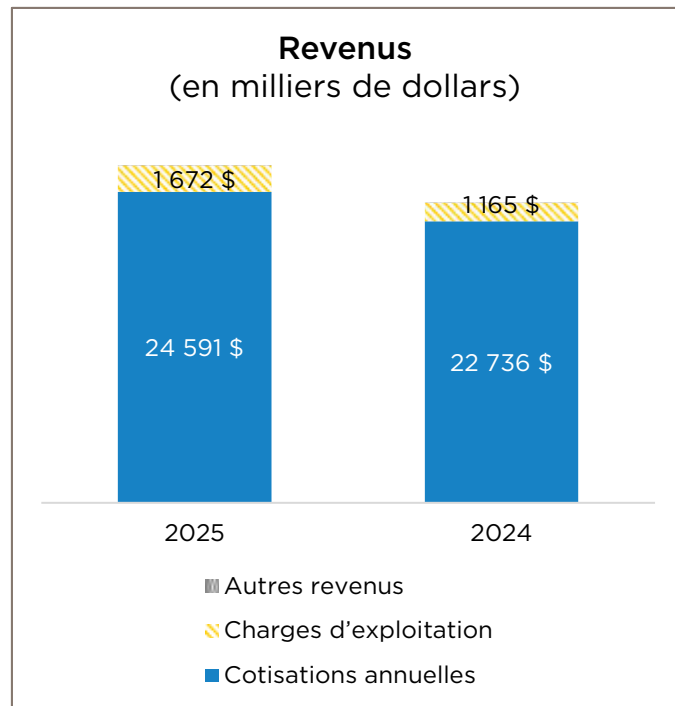 Revenus
(en milliers de dollars)
1 672 $
1 165 $
24 591 $
22 736 $
2025
2024
Autres revenus
Charges d’exploitation
Cotisations annuelles